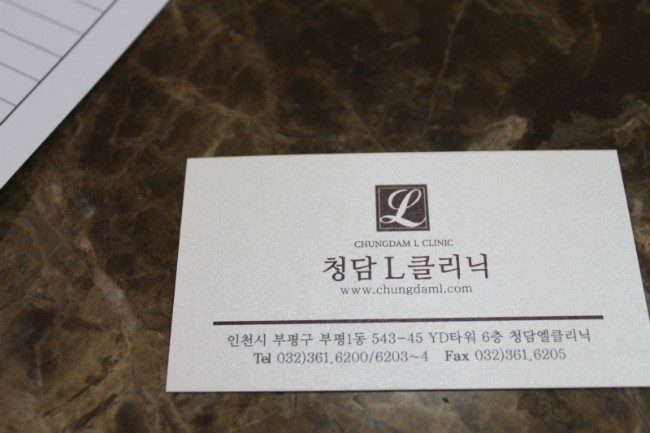 L
CHUNGDAM L CLINIC
청담 L 클리닉
www.chungdaml.com
인천시 부평구 부평1동 543-45 YD타워 6층 청담엘클리닉
Tel 032)361.6200/6203~4 Fax 032)361.6205